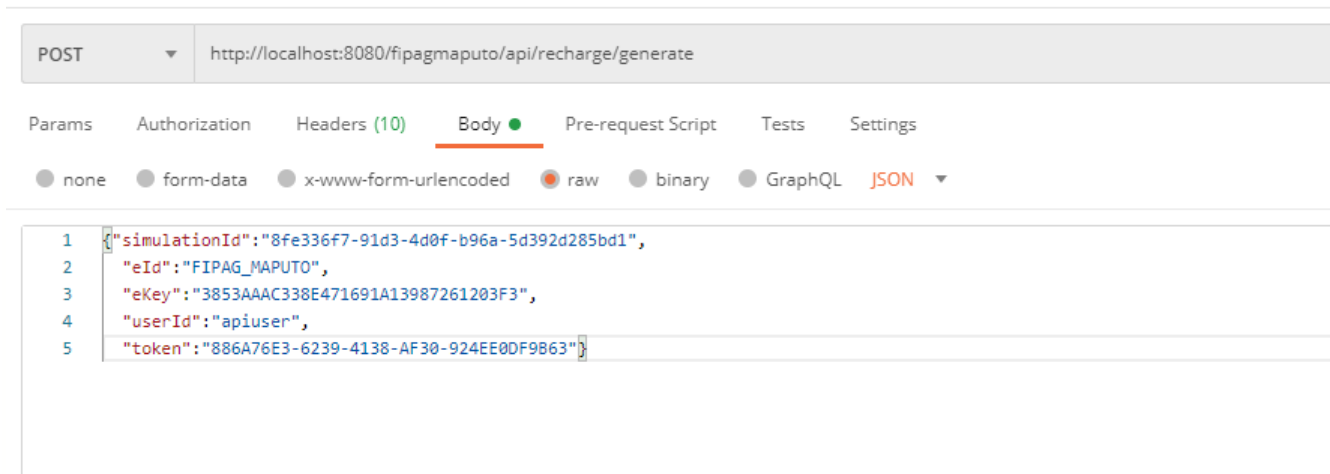 POST http://localhost:8080/fipagmaputo/api/recharge/generate
Params Authorization Headers (10) Body Pre-request Script Tests Settings
none form-data x-www-form-urlencoded raw binary GraphQL JSON
1 {"simulationId":"8fe336f7-91d3-4d0f-b96a-5d392d285bd1",
2 "eId":"FIPAG_MAPUTO",
3 "eKey":"3853AAAC338E471691A13987261203F3",
4 "userId":"apiuser",
5 "token":"886A76E3-6239-4138-AF30-924EE0DF9B63"}